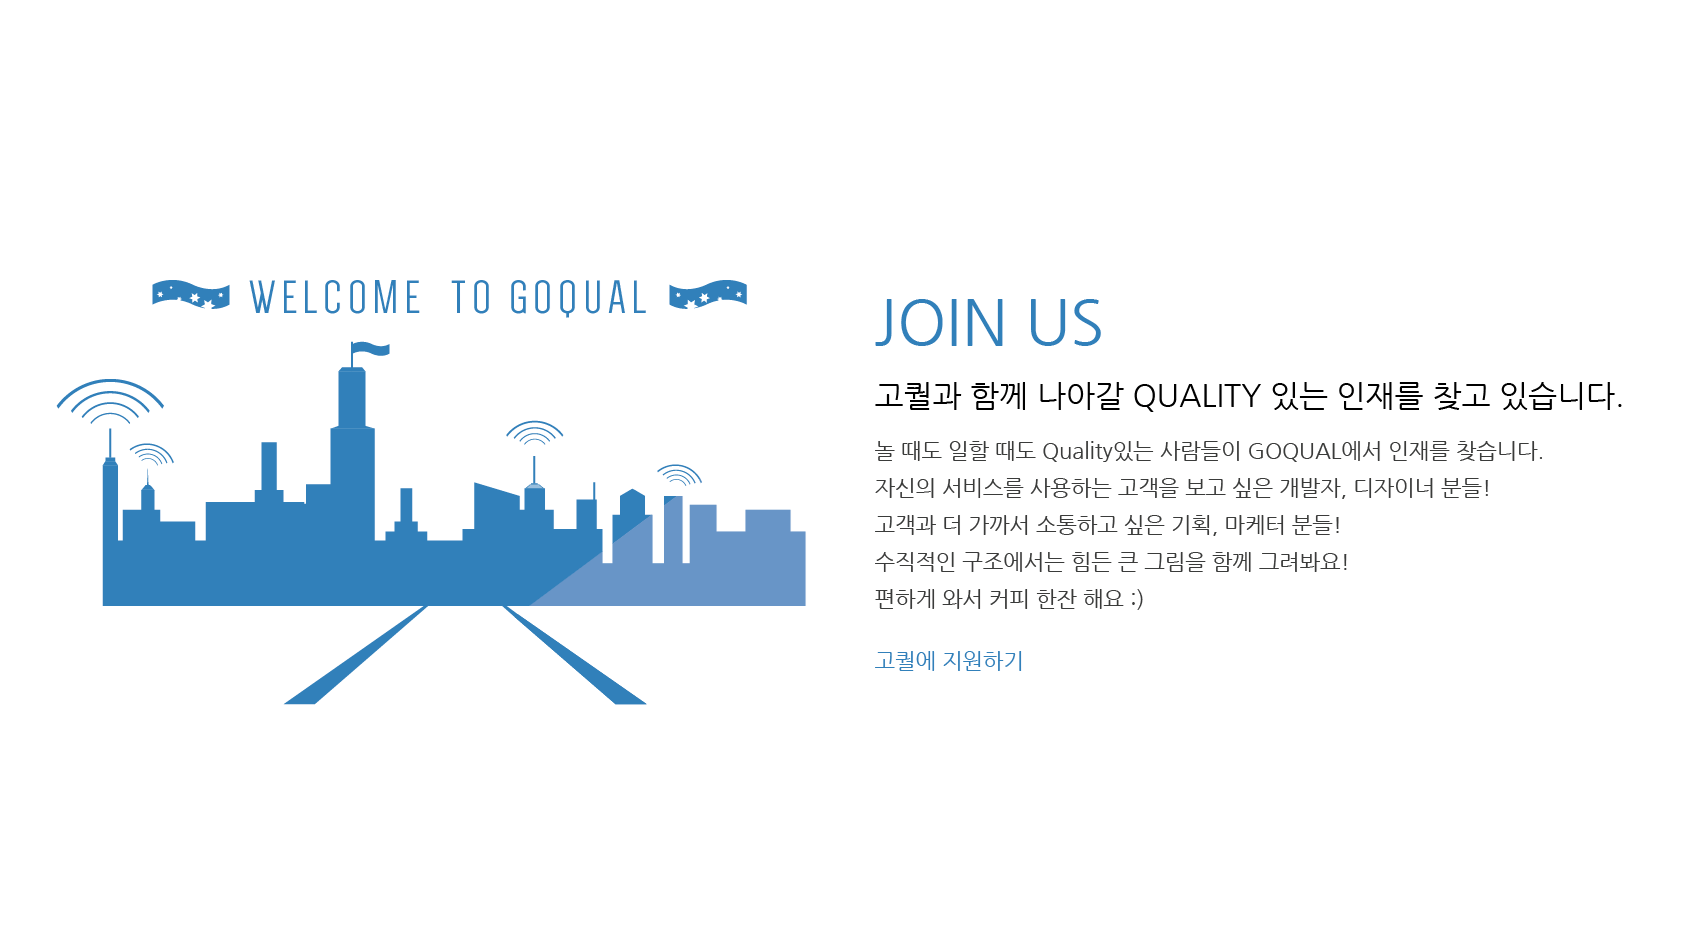 WELCOME TO GOQUAL
JOIN US
고퀄과 함께 나아갈 QUALITY 있는 인재를 찾고 있습니다.
놀 때도 일할 때도 Quality있는 사람들이 GOQUAL에서 인재를 찾습니다.
자신의 서비스를 사용하는 고객을 보고 싶은 개발자, 디자이너 분들!
고객과 더 가까서 소통하고 싶은 기획, 마케터 분들!
수직적인 구조에서는 힘든 큰 그림을 함께 그려봐요!
편하게 와서 커피 한잔 해요 :)
고퀄에 지원하기